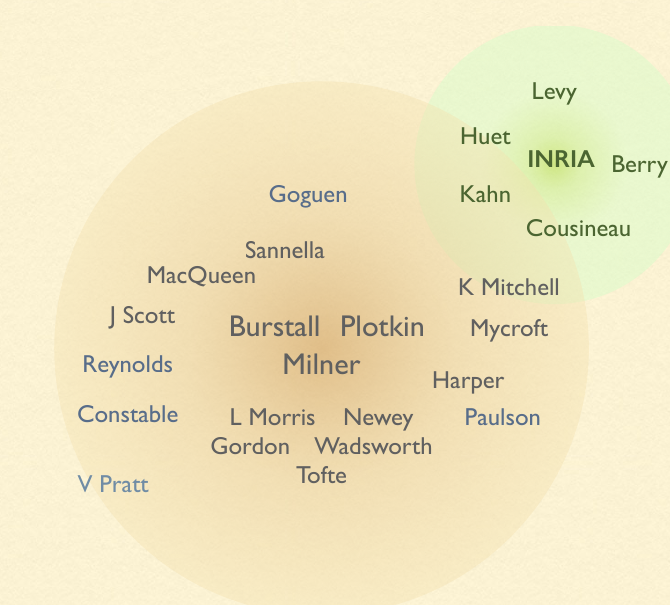 Levy
Huet
INRIA Berry
Goguen Kahn
Cousineau
Sannella
MacQueen
K Mitchell
J Scott
Burstall Plotkin Mycroft
Reynolds Milner
Harper
Constable L Morris Newey Paulson
Gordon Wadsworth
Tofte
V Pratt